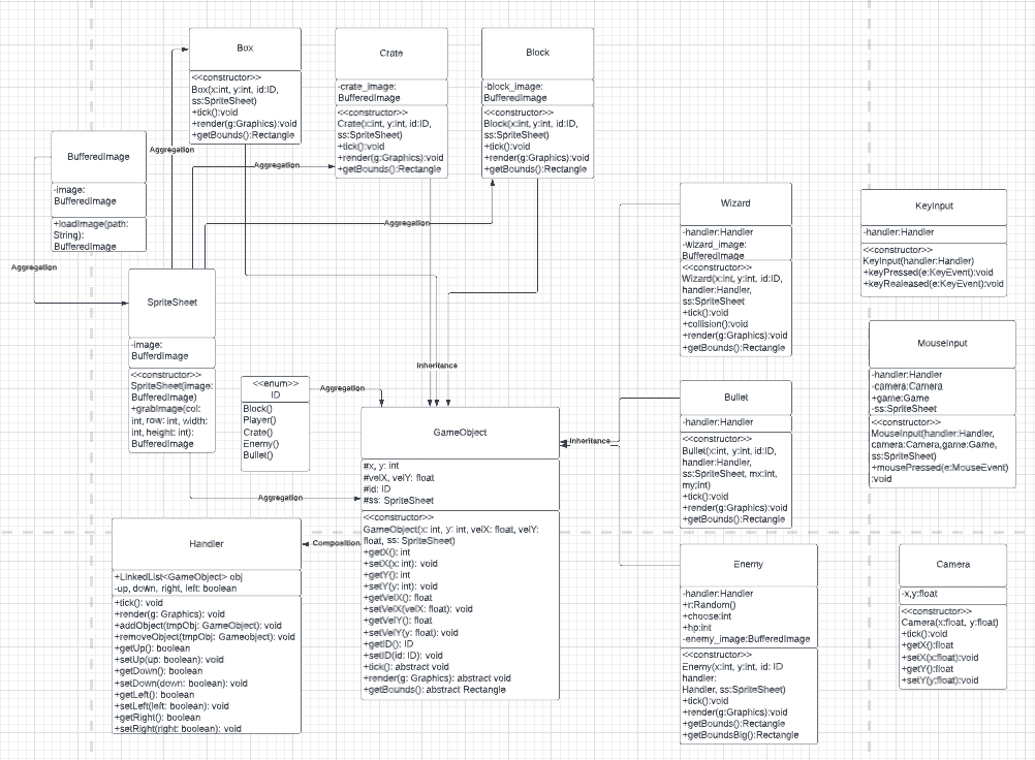 Box
<<constructor>>
Box(x:int, y:int, id:ID,
ss:SpriteSheet)
+tick():void
+render(g:Graphics):void
+getBounds():Rectangle
Crate
-crate_image:
BufferedImage
<<constructor>>
Crate(x:int, y:int, id:ID,
ss:SpriteSheet)
+tick():void
+render(g:Graphics):void
+getBounds():Rectangle
Block
-block_image:
BufferedImage
<<constructor>>
Block(x:int, y:int, id:ID,
ss:SpriteSheet)
+tick():void
+render(g:Graphics):void
+getBounds():Rectangle
BufferedImage
-image:
BufferedImage
+loadImage(path:
String):
BufferedImage
Aggregation
Aggregation
Aggregation
Aggregation
SpriteSheet
-image:
BufferdImage
<<constructor>>
SpriteSheet(image:
BufferedImage)
+grabImage(col:
int, row: int, width:
int, height: int):
BufferedImage
<<enum>>
ID
Block()
Player()
Crate()
Enemy()
Bullet()
Aggregation
Inheritance
Aggregation
GameObject
#x, y: int
#velX, velY: float
#id: ID
#ss: SpriteSheet
<<constructor>>
GameObject(x: int, y: int, velX: float, velY:
float, ss: SpriteSheet)
+getX(): int
+setX(x: int): void
+getY(): int
+setY(y: int): void
+getVelX(): float
+setVelX(velX: float): void
+getVelY(): float
+setVelY(y: float): void
+getID(): ID
+setID(id: ID): void
+tick(): abstract void
+render(g: Graphics): abstract void
+getBounds(): abstract Rectangle
Composition
Handler
+LinkedList<GameObject> obj
-up, down, right, left: boolean
+tick(): void
+render(g: Graphics): void
+addObject(tmpObj: GameObject): void
+removeObject(tmpObj: Gameobject): void
+getUp(): boolean
+setUp(up: boolean): void
+getDown(): boolean
+setDown(down: boolean): void
+getLeft(): boolean
+setLeft(left: boolean): void
+getRight(): boolean
+setRight(right: boolean): void
Inheritance
Wizard
-handler:Handler
-wizard_image:
BufferedImage
<<constructor>>
Wizard(x:int, y:int, id:ID,
handler:Handler,
ss:SpriteSheet
+tick():void
+collision():void
+render(g:Graphics):void
+getBounds():Rectangle
Bullet
-handler:Handler
<<constructor>>
Bullet(x:int, y:int, id:ID,
handler:Handler,
ss:SpriteSheet, mx:int,
my:int)
+tick():void
+render(g:Graphics):void
+getBounds():Rectangle
Enemy
-handler:Handler
+r:Random()
+choose:int
+hp:int
-enemy_image:BufferedImage
<<constructor>>
Enemy(x:int, y:int, id: ID
handler:
Handler, ss:SpriteSheet)
+tick():void
+render(g:Graphics):void
+getBounds():Rectangle
+getBoundsBig():Rectangle
KeyInput
-handler:Handler
<<constructor>>
KeyInput(handler:Handler)
+keyPressed(e:KeyEvent):void
+keyRealeased(e:KeyEvent):void
MouseInput
-handler:Handler
-camera:Camera
+game:Game
-ss:SpriteSheet
<<constructor>>
MouseInput(handler:Handler,
camera:Camera,game:Game,
ss:SpriteSheet)
+mousePressed(e:MouseEvent)
:void
Camera
-x,y:float
<<constructor>>
Camera(x:float, y:float)
+tick():void
+getX():float
+setX(x:float):void
+getY():float
+setY(y:float):void